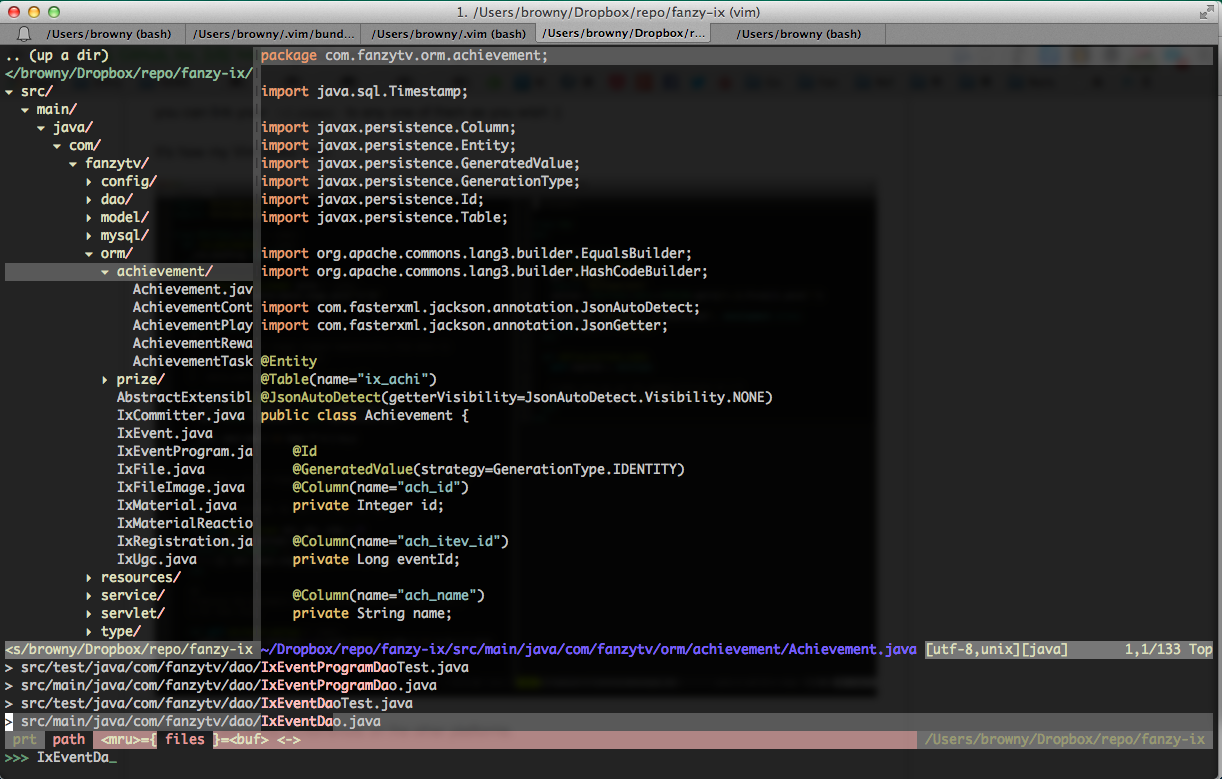 1. /Users/browny/Dropbox/repo/fanzy-ix (vim)
/Users/browny (bash) /Users/browny/.vim/bund... /Users/browny/.vim (bash) /Users/browny/Dropbox/r... /Users/browny (bash)
.. (up a dir)
</browny/Dropbox/repo/fanzy-ix/
▾ src/
▾ main/
▾ java/
▾ com/
▾ fanzytv/
▸ config/
▸ dao/
▸ model/
▸ mysql/
▾ orm/
▾ achievement/
Achievement.jav
AchievementCont
AchievementPlay
AchievementRewa
AchievementTask
▸ prize/
AbstractExtensibl
IxCommitter.java
IxEvent.java
IxEventProgram.ja
IxFile.java
IxFileImage.java
IxMaterial.java
IxMaterialReactio
IxRegistration.ja
IxUgc.java
▸ resources/
▸ service/
▸ servlet/
▸ type/
package com.fanzytv.orm.achievement;
import java.sql.Timestamp;
import javax.persistence.Column;
import javax.persistence.Entity;
import javax.persistence.GeneratedValue;
import javax.persistence.GenerationType;
import javax.persistence.Id;
import javax.persistence.Table;
import org.apache.commons.lang3.builder.EqualsBuilder;
import org.apache.commons.lang3.builder.HashCodeBuilder;
import com.fasterxml.jackson.annotation.JsonAutoDetect;
import com.fasterxml.jackson.annotation.JsonGetter;
@Entity
@Table(name="ix_achi")
@JsonAutoDetect(getterVisibility=JsonAutoDetect.Visibility.NONE)
public class Achievement {
@Id
@GeneratedValue(strategy=GenerationType.IDENTITY)
@Column(name="ach_id")
private Integer id;
@Column(name="ach_itev_id")
private Long eventId;
@Column(name="ach_name")
private String name;
<s/browny/Dropbox/repo/fanzy-ix ~/Dropbox/repo/fanzy-ix/src/main/java/com/fanzytv/orm/achievement/Achievement.java [utf-8,unix][java] 1,1/133 Top
> src/test/java/com/fanzytv/dao/IxEventProgramDaoTest.java
> src/main/java/com/fanzytv/dao/IxEventProgramDao.java
> src/test/java/com/fanzytv/dao/IxEventDaoTest.java
> src/main/java/com/fanzytv/dao/IxEventDao.java
prt path <mru>={ files }=<buf> <-> /Users/browny/Dropbox/repo/fanzy-ix
>>> IxEventDa_